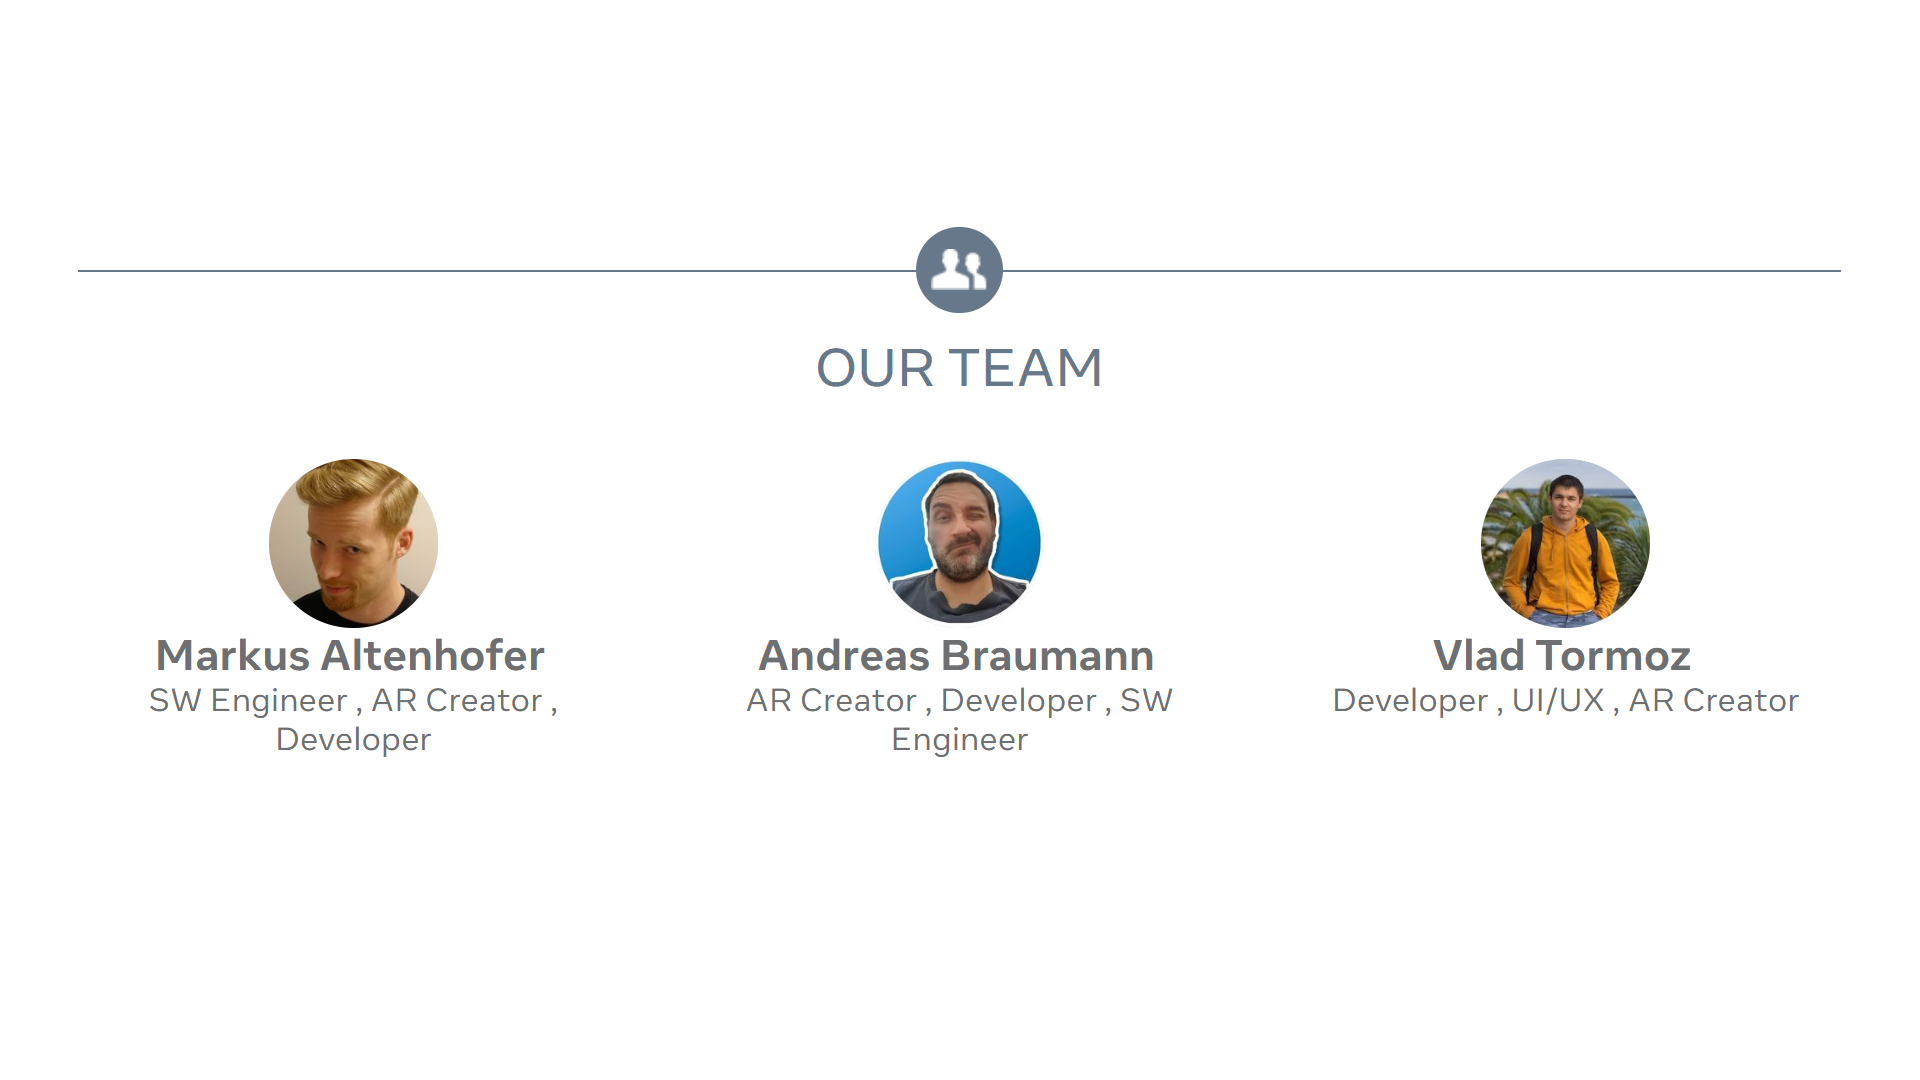 OUR TEAM
Markus Altenhofer
SW Engineer , AR Creator ,
Developer
Andreas Braumann
AR Creator , Developer , SW
Engineer
Vlad Tormoz
Developer , UI/UX , AR Creator